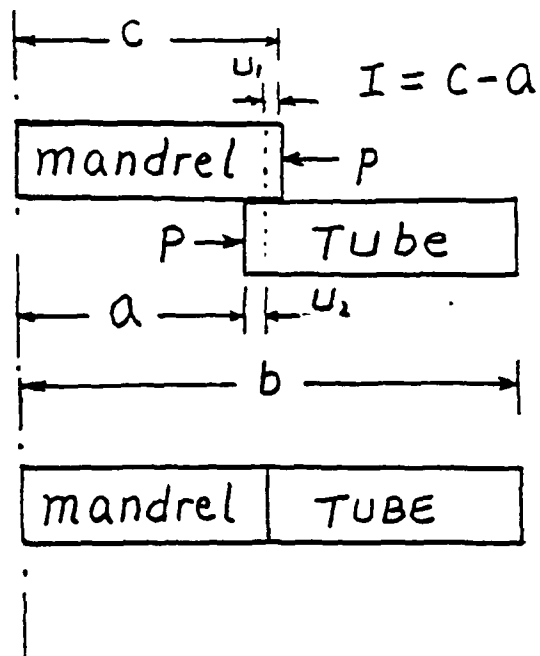 c
u₁
I = c-a
mandrel
P
P
TUbe
a
u₂
b
mandrel
TUBE